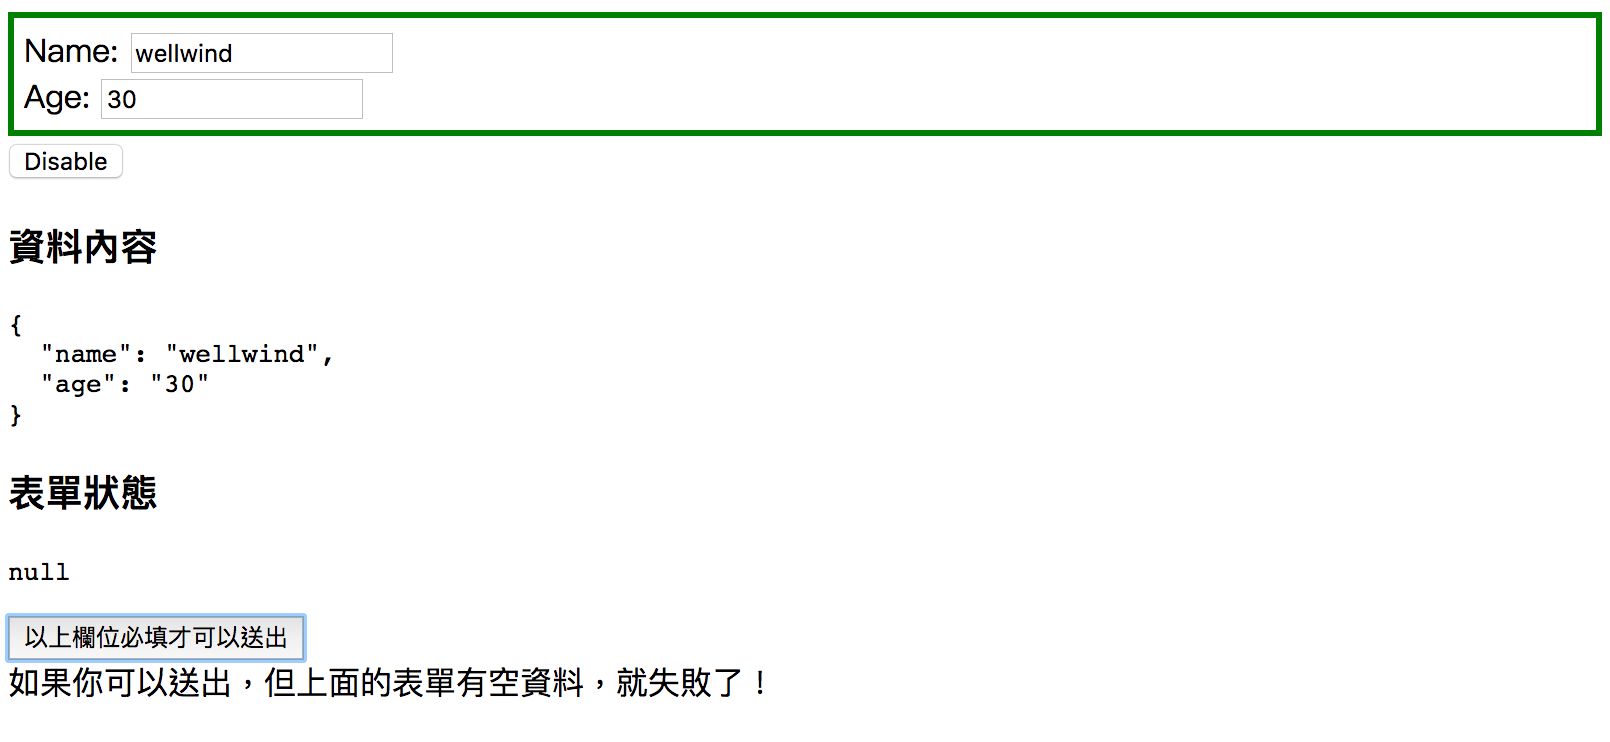 Name: wellwind
Age: 30
Disable
資料內容
{
  "name": "wellwind",
  "age": "30"
}
表單狀態
null
以上欄位必填才可以送出
如果你可以送出，但上面的表單有空資料，就失敗了！